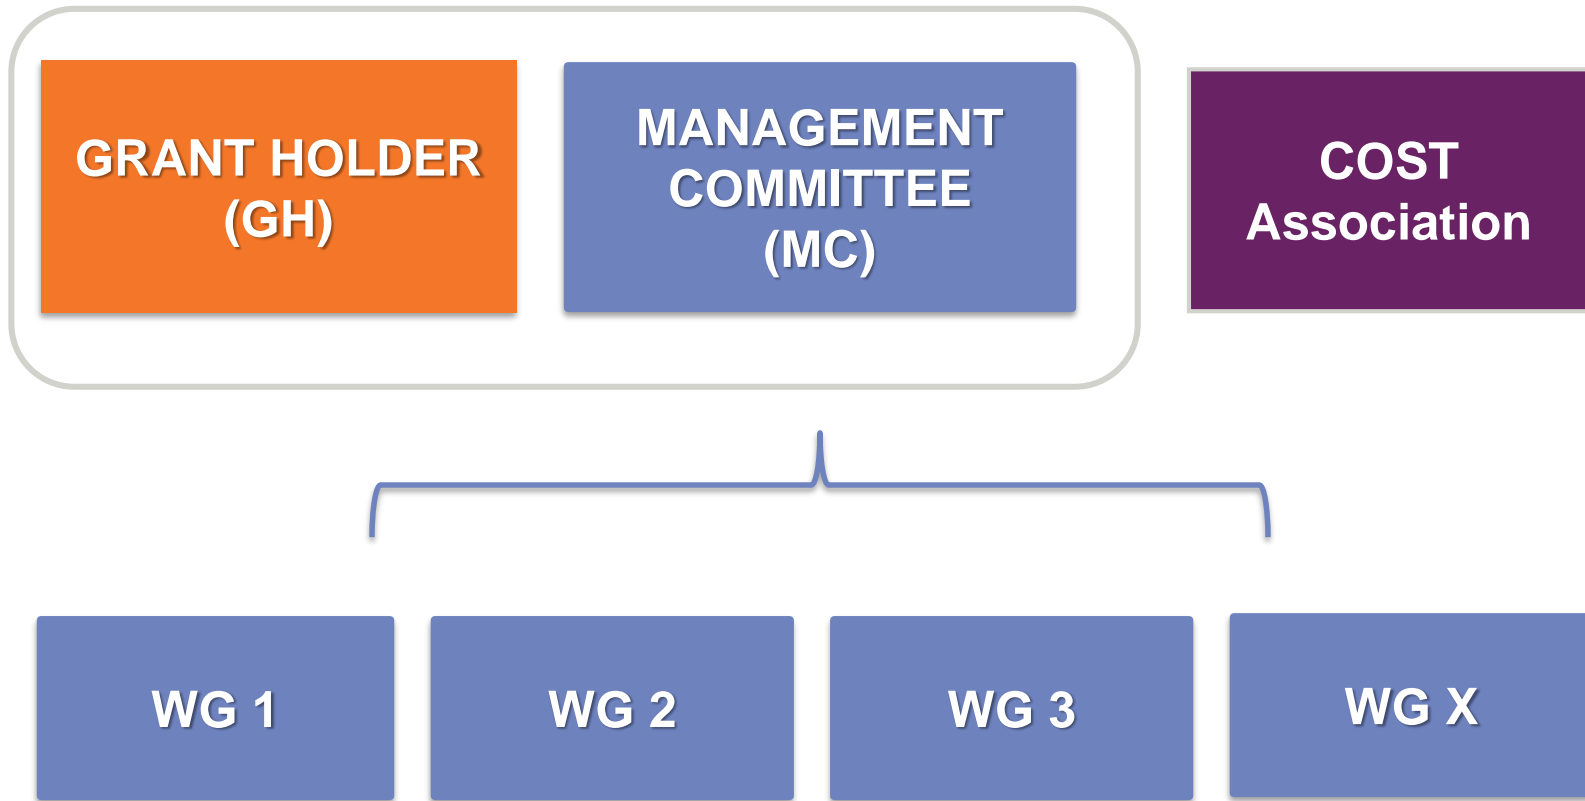 GRANT HOLDER
(GH)
MANAGEMENT
COMMITTEE
(MC)
COST
Association
WG 1
WG 2
WG 3
WG X